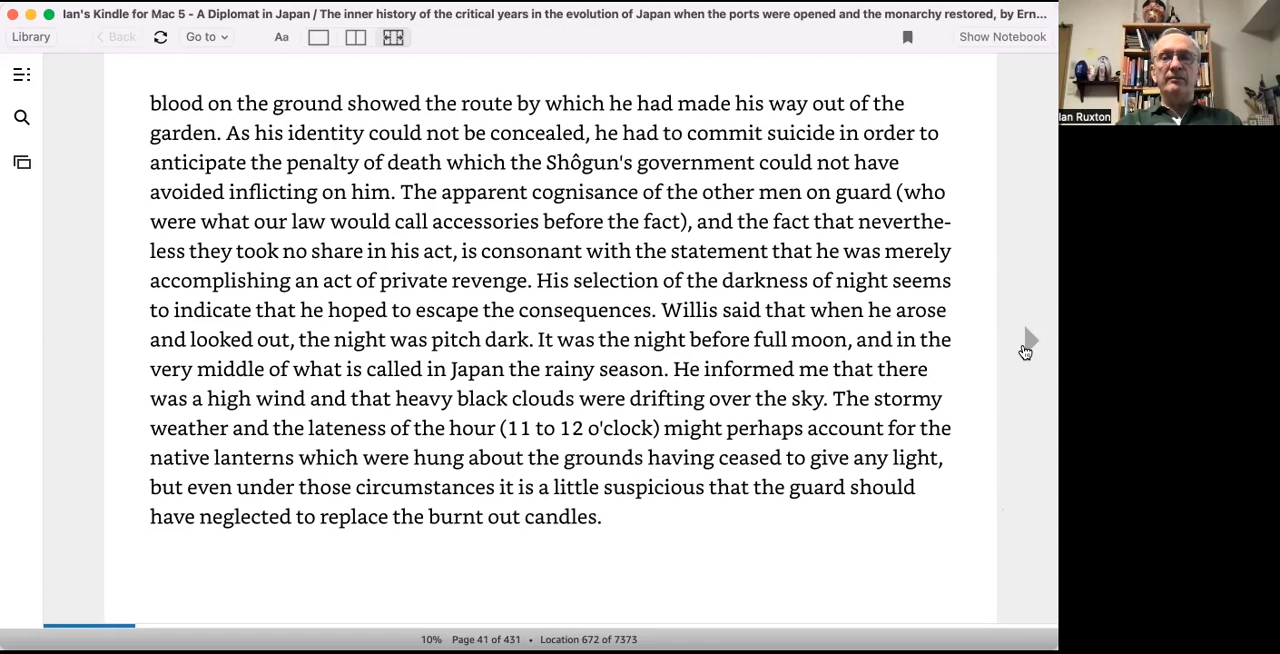 Ian's Kindle for Mac 5 - A Diplomat in Japan / The inner history of the critical years in the evolution of Japan when the ports were opened and the monarchy restored, by Ern...
Library
Back
Go to
Aa
Show Notebook
blood on the ground showed the route by which he had made his way out of the
garden. As his identity could not be concealed, he had to commit suicide in order to
anticipate the penalty of death which the Shôgun's government could not have
avoided inflicting on him. The apparent cognisance of the other men on guard (who
were what our law would call accessories before the fact), and the fact that neverthe-
less they took no share in his act, is consonant with the statement that he was merely
accomplishing an act of private revenge. His selection of the darkness of night seems
to indicate that he hoped to escape the consequences. Willis said that when he arose
and looked out, the night was pitch dark. It was the night before full moon, and in the
very middle of what is called in Japan the rainy season. He informed me that there
was a high wind and that heavy black clouds were drifting over the sky. The stormy
weather and the lateness of the hour (11 to 12 o'clock) might perhaps account for the
native lanterns which were hung about the grounds having ceased to give any light,
but even under those circumstances it is a little suspicious that the guard should
have neglected to replace the burnt out candles.
10% Page 41 of 431 • Location 672 of 7373
Ian Ruxton